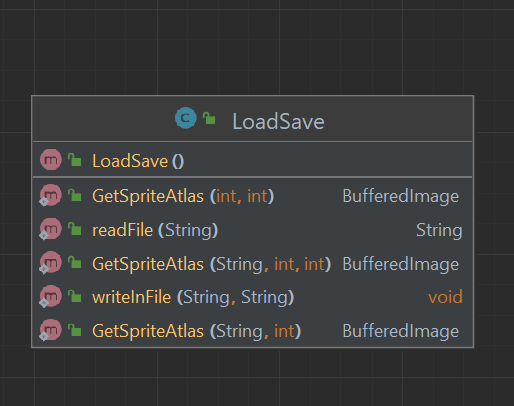 C LoadSave
m LoadSave ()
m GetSpriteAtlas (int, int) BufferedImage
m readFile (String) String
m GetSpriteAtlas (String, int, int) BufferedImage
m writeInFile (String, String) void
m GetSpriteAtlas (String, int) BufferedImage